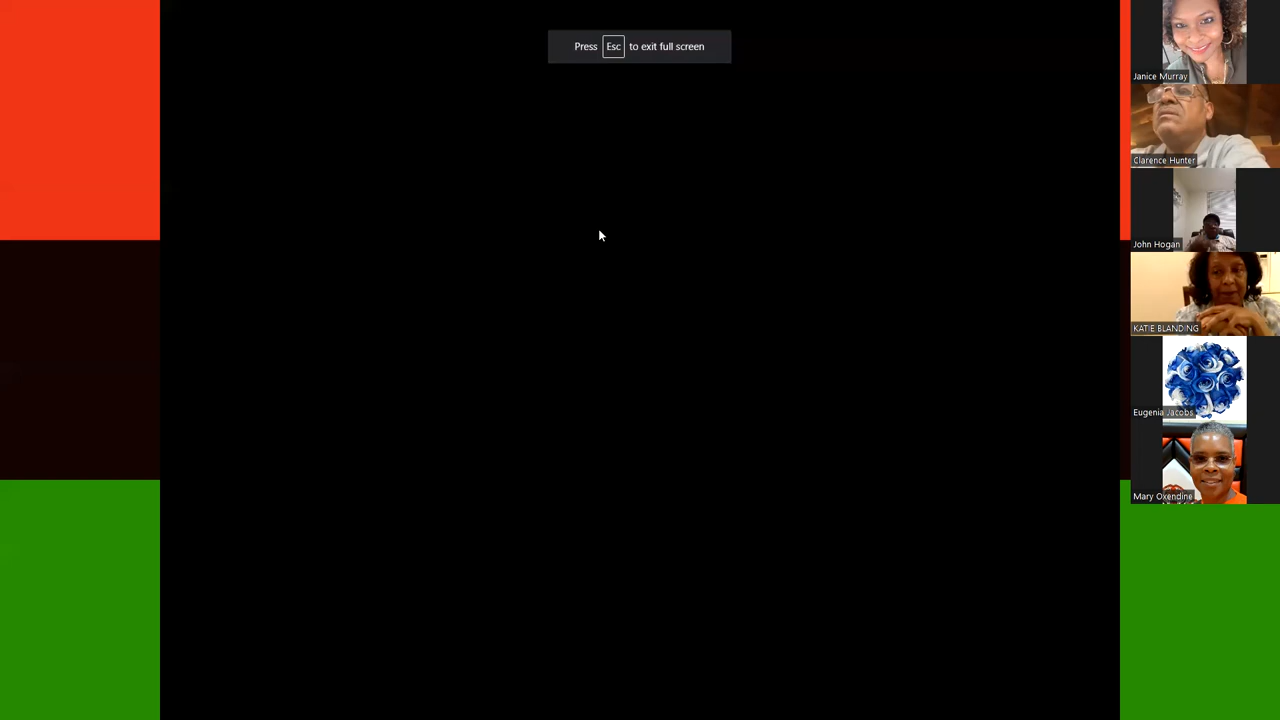 Press Esc to exit full screen
Janice Murray
Clarence Hunter
John Hogan
KATIE BLANDING
Eugenia Jacobs
Mary Oxendine